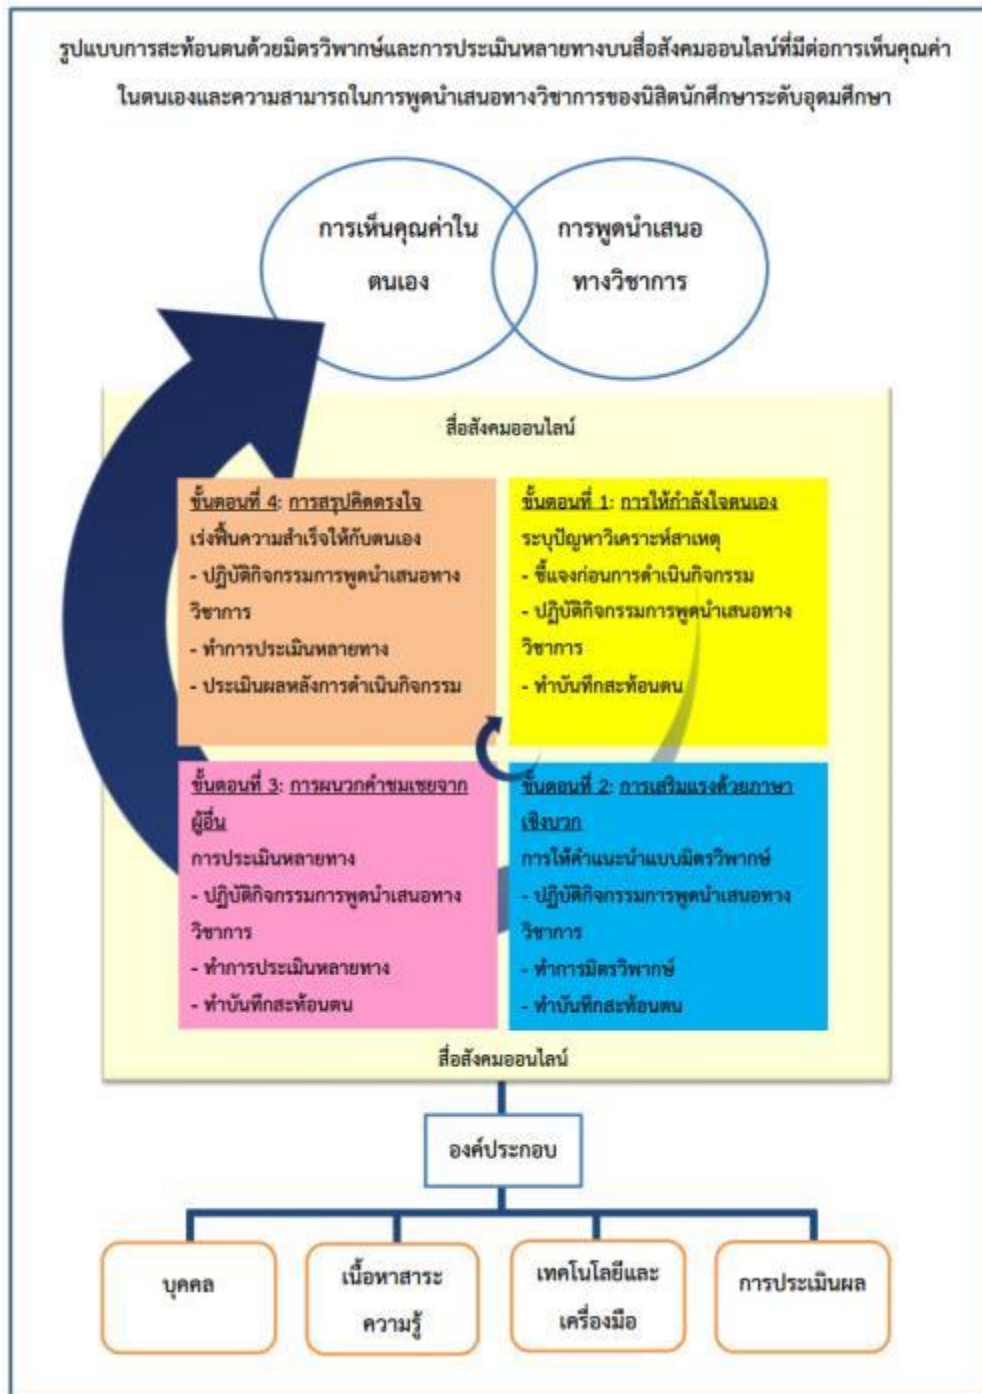 รูปแบบการสะท้อนตนด้วยมิตรวิพากษ์และการประเมินหลายทางบนสื่อสังคมออนไลน์ที่มีต่อการเห็นคุณค่า
ในตนเองและความสามารถในการพูดนำเสนอทางวิชาการของนิสิตนักศึกษาระดับอุดมศึกษา
การเห็นคุณค่าใน
ตนเอง
การพูดนำเสนอ
ทางวิชาการ
สื่อสังคมออนไลน์
ขั้นตอนที่ 4: การสรุปคิดตรงใจ
เร่งฟื้นความสำเร็จให้กับตนเอง
- ปฏิบัติกิจกรรมการพูดนำเสนอทาง
วิชาการ
- ทำการประเมินหลายทาง
- ประเมินผลหลังการดำเนินกิจกรรม
ขั้นตอนที่ 1: การให้กำลังใจตนเอง
ระบุปัญหาวิเคราะห์สาเหตุ
- ชี้แจงก่อนการดำเนินกิจกรรม
- ปฏิบัติกิจกรรมการพูดนำเสนอทาง
วิชาการ
- ทำบันทึกสะท้อนตน
ขั้นตอนที่ 3: การผนวกคำชมเชยจาก
ผู้อื่น
การประเมินหลายทาง
- ปฏิบัติกิจกรรมการพูดนำเสนอทาง
วิชาการ
- ทำการประเมินหลายทาง
- ทำบันทึกสะท้อนตน
ขั้นตอนที่ 2: การเสริมแรงด้วยภาษา
เชิงบวก
การให้คำแนะนำแบบมิตรวิพากษ์
- ปฏิบัติกิจกรรมการพูดนำเสนอทาง
วิชาการ
- ทำการมิตรวิพากษ์
- ทำบันทึกสะท้อนตน
สื่อสังคมออนไลน์
องค์ประกอบ
บุคคล
เนื้อหาสาระ
ความรู้
เทคโนโลยีและ
เครื่องมือ
การประเมินผล